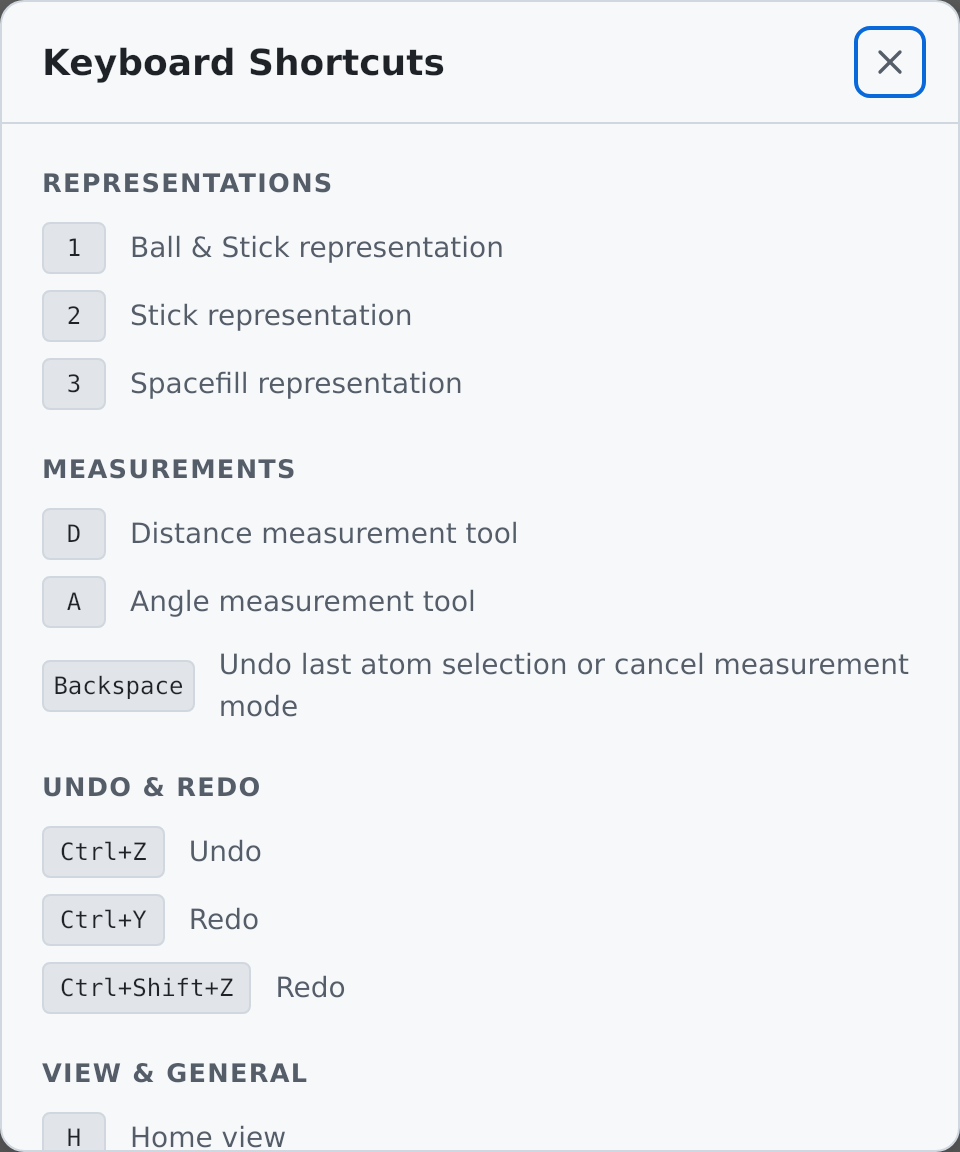 Keyboard Shortcuts
REPRESENTATIONS
1 Ball & Stick representation
2 Stick representation
3 Spacefill representation
MEASUREMENTS
D Distance measurement tool
A Angle measurement tool
Backspace Undo last atom selection or cancel measurement
mode
UNDO & REDO
Ctrl+Z Undo
Ctrl+Y Redo
Ctrl+Shift+Z Redo
VIEW & GENERAL
H Home view